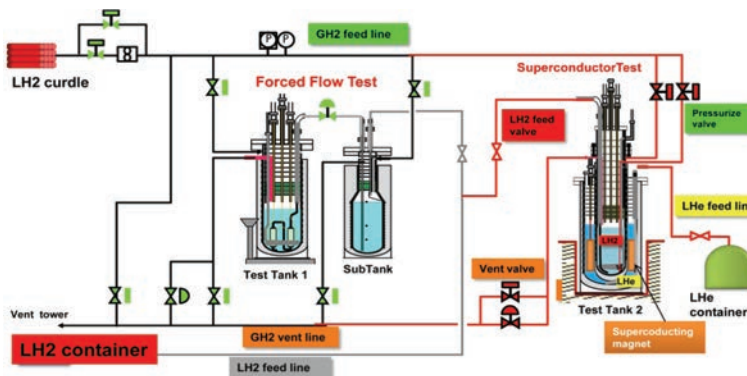 GH2 feed line
LH2 curdle
P
P
8
Forced Flow Test
SuperconductorTest
LH2 feed
valve
Pressurize
valve
LHe feed lin
LH2
LHe
Test Tank 1
SubTank
Vent valve
Test Tank 2
LHe
container
Vent tower
LH2 container
GH2 vent line
LH2 feed line
Supercoducting
magnet